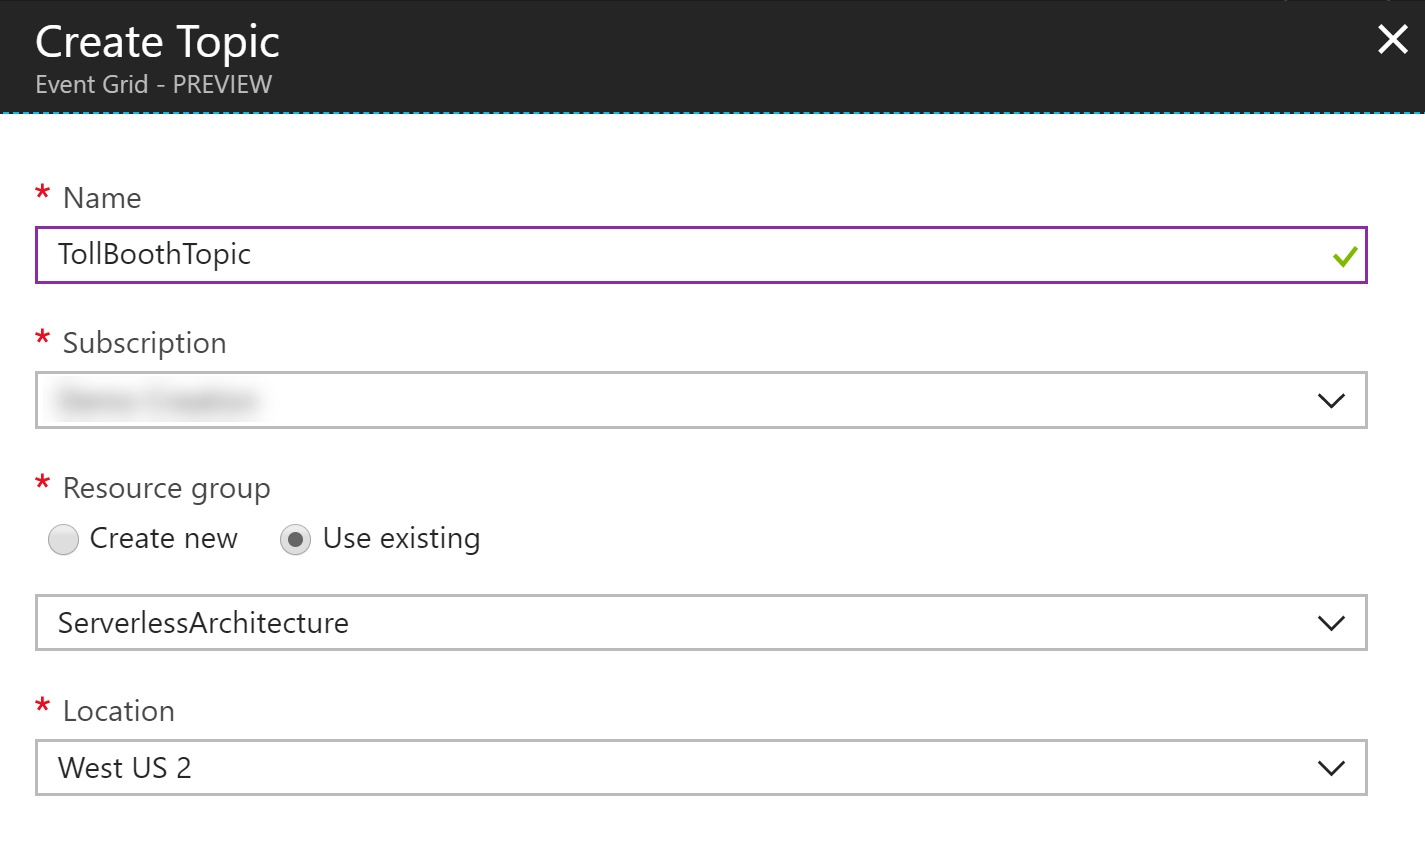 Create Topic
Event Grid - PREVIEW
* Name
TollBoothTopic
* Subscription
* Resource group
Create new Use existing
ServerlessArchitecture
* Location
West US 2